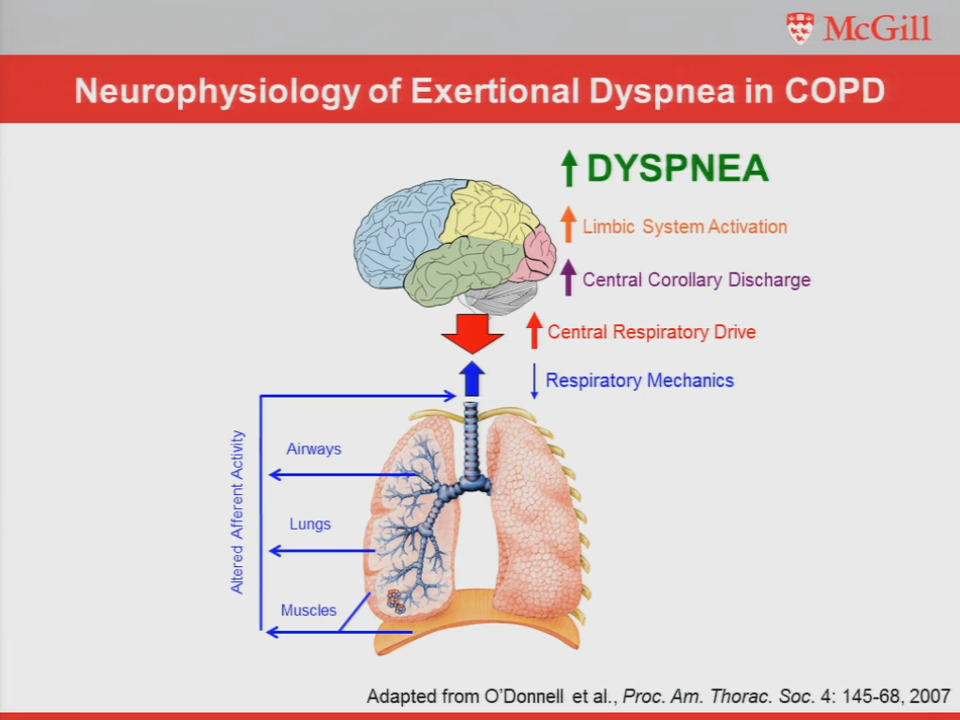 McGill
Neurophysiology of Exertional Dyspnea in COPD
DYSPNEA
Limbic System Activation
Central Corollary Discharge
Central Respiratory Drive
Respiratory Mechanics
Altered Afferent Activity
Airways
Lungs
Muscles
Adapted from O'Donnell et al., Proc. Am. Thorac. Soc. 4: 145-68, 2007